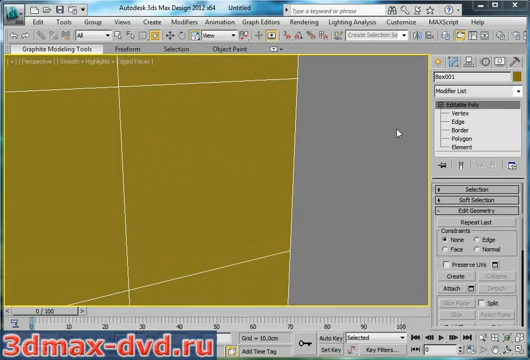 Autodesk 3ds Max Design 2012 x64 Untitled
Type a keyword or phrase
Edit Tools Group Views Create Modifiers Animation Graph Editors Rendering Lighting Analysis Customize MAXScript Help
All View Create Selection Se
Graphite Modeling Tools Freeform Selection Object Paint
[ + ] [ Perspective ] [ Smooth + Highlights + Edged Faces ]
Box001
Modifier List
Editable Poly
Vertex
Edge
Border
Polygon
Element
Selection
Soft Selection
Edit Geometry
Repeat Last
Constraints
None Edge
Face Normal
Preserve UVs
Create Collapse
Attach Detach
Slice Plane Split
Slice Reset Plane
0 / 100
0 10 20 30 40 50 60 70 80 90 100
Grid = 10,0cm
Add Time Tag
Auto Key Selected
Set Key Key Filters...
0
3dmax-dvd.ru